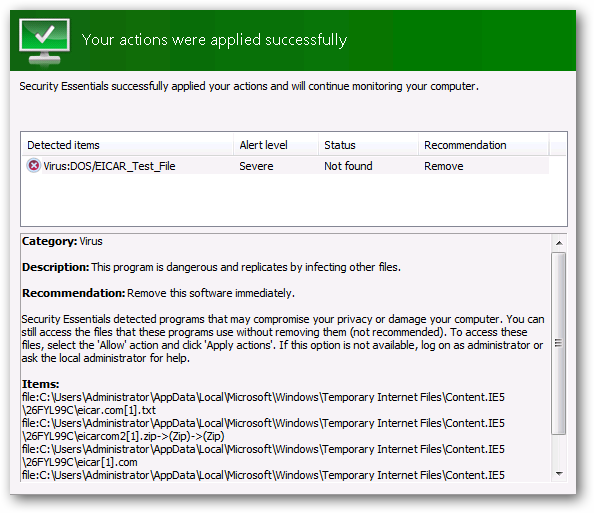 Your actions were applied successfully
Security Essentials successfully applied your actions and will continue monitoring your computer.
Detected items Alert level Status Recommendation
Virus:DOS/EICAR_Test_File Severe Not found Remove
Category: Virus
Description: This program is dangerous and replicates by infecting other files.
Recommendation: Remove this software immediately.
Security Essentials detected programs that may compromise your privacy or damage your computer. You can
still access the files that these programs use without removing them (not recommended). To access these
files, select the 'Allow' action and click 'Apply actions'. If this option is not available, log on as administrator or
ask the local administrator for help.
Items:
file:C:\Users\Administrator\AppData\Local\Microsoft\Windows\Temporary Internet Files\Content.IE5
\26FYL99C\eicar.com[1].txt
file:C:\Users\Administrator\AppData\Local\Microsoft\Windows\Temporary Internet Files\Content.IE5
\26FYL99C\eicarcom2[1].zip->(Zip)->(Zip)
file:C:\Users\Administrator\AppData\Local\Microsoft\Windows\Temporary Internet Files\Content.IE5
\26FYL99C\eicar[1].com
file:C:\Users\Administrator\AppData\Local\Microsoft\Windows\Temporary Internet Files\Content.IE5